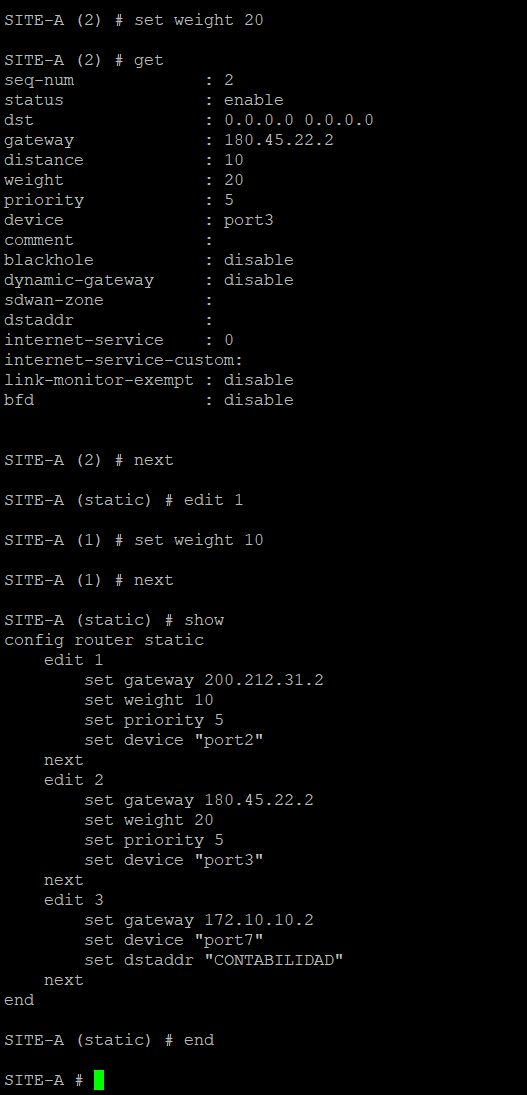 SITE-A (2) # set weight 20
SITE-A (2) # get
seq-num             : 2
status              : enable
dst                 : 0.0.0.0 0.0.0.0
gateway             : 180.45.22.2
distance            : 10
weight              : 20
priority            : 5
device              : port3
comment             :
blackhole           : disable
dynamic-gateway     : disable
sdwan-zone          :
dstaddr             :
internet-service    : 0
internet-service-custom:
link-monitor-exempt : disable
bfd                 : disable
SITE-A (2) # next
SITE-A (static) # edit 1
SITE-A (1) # set weight 10
SITE-A (1) # next
SITE-A (static) # show
config router static
    edit 1
        set gateway 200.212.31.2
        set weight 10
        set priority 5
        set device "port2"
    next
    edit 2
        set gateway 180.45.22.2
        set weight 20
        set priority 5
        set device "port3"
    next
    edit 3
        set gateway 172.10.10.2
        set device "port7"
        set dstaddr "CONTABILIDAD"
    next
end
SITE-A (static) # end
SITE-A #